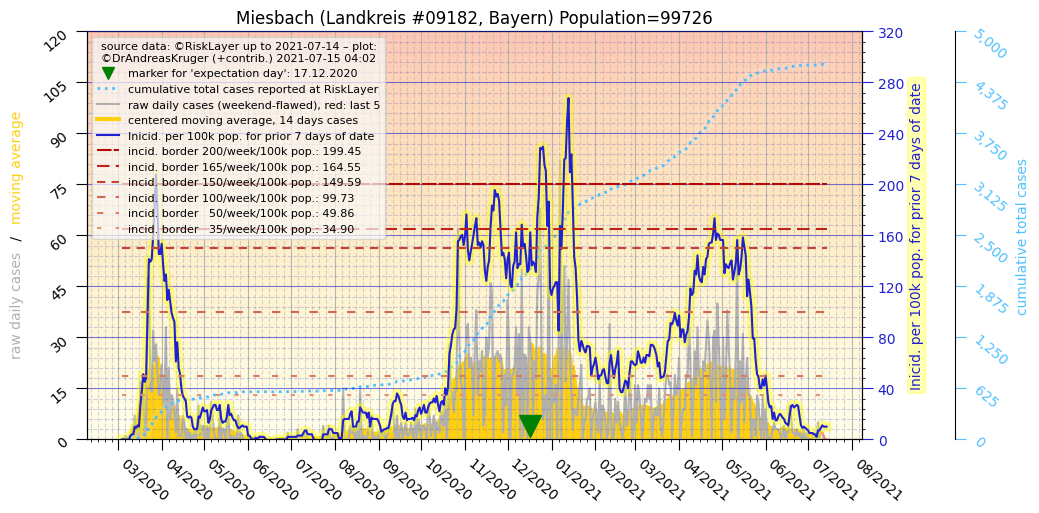 Miesbach (Landkreis #09182, Bayern) Population=99726
source data: ©RiskLayer up to 2021-07-14 – plot:
©DrAndreasKruger (+contrib.) 2021-07-15 04:02
marker for 'expectation day': 17.12.2020
cumulative total cases reported at RiskLayer
raw daily cases (weekend-flawed), red: last 5
centered moving average, 14 days cases
Inicid. per 100k pop. for prior 7 days of date
incid. border 200/week/100k pop.: 199.45
incid. border 165/week/100k pop.: 164.55
incid. border 150/week/100k pop.: 149.59
incid. border 100/week/100k pop.: 99.73
incid. border   50/week/100k pop.: 49.86
incid. border   35/week/100k pop.: 34.90
raw daily cases / moving average
120
105
90
75
60
45
30
15
0
320
280
240
200
160
120
80
40
0
Inicid. per 100k pop. for prior 7 days of date
5,000
4,375
3,750
3,125
2,500
1,875
1,250
625
0
cumulative total cases
03/2020
04/2020
05/2020
06/2020
07/2020
08/2020
09/2020
10/2020
11/2020
12/2020
01/2021
02/2021
03/2021
04/2021
05/2021
06/2021
07/2021
08/2021